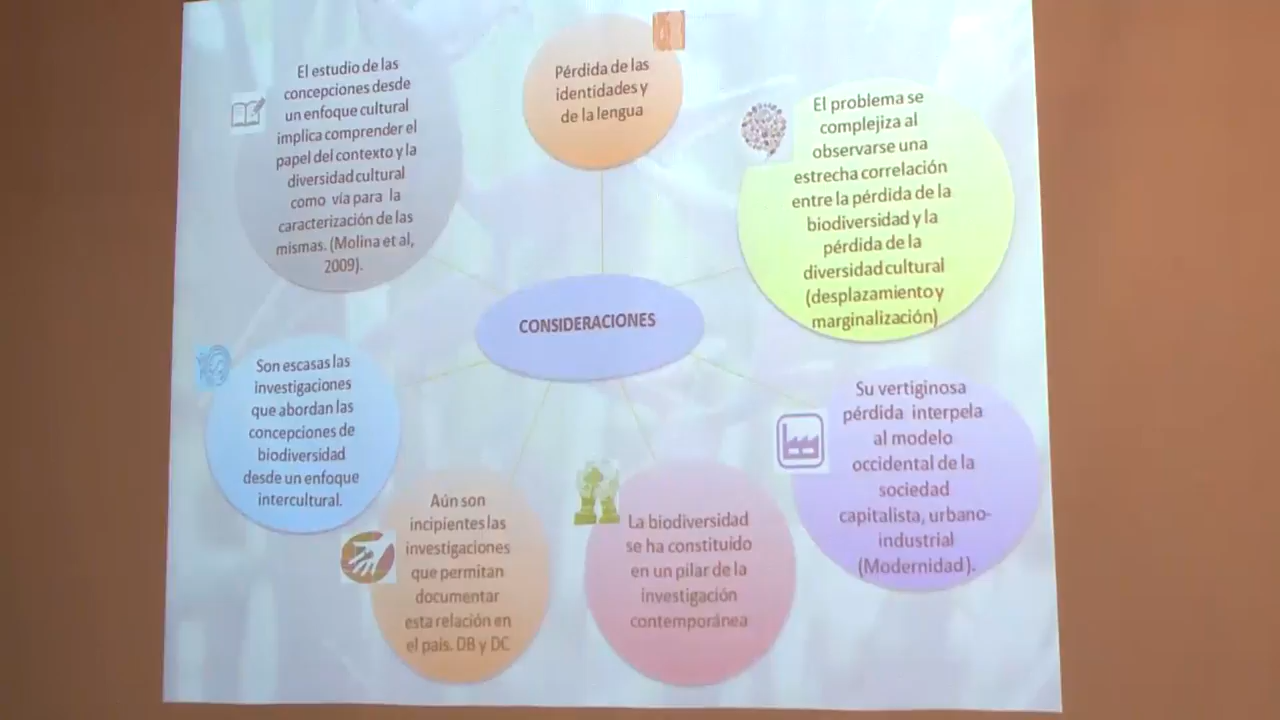 Pérdida de las
identidades y
de la lengua
El problema se
complejiza al
observarse una
estrecha correlación
entre la pérdida de la
biodiversidad y la
pérdida de la
diversidad cultural
(desplazamiento y
marginalización)
Su vertiginosa
pérdida interpela
al modelo
occidental de la
sociedad
capitalista, urbano-
industrial
(Modernidad).
La biodiversidad
se ha constituido
en un pilar de la
investigación
contemporánea
Aún son
incipientes las
investigaciones
que permitan
documentar
esta relación en
el país. DB y DC
Son escasas las
investigaciones
que abordan las
concepciones de
biodiversidad
desde un enfoque
intercultural.
El estudio de las
concepciones desde
un enfoque cultural
implica comprender el
papel del contexto y la
diversidad cultural
como vía para la
caracterización de las
mismas. (Molina et al,
2009).
CONSIDERACIONES